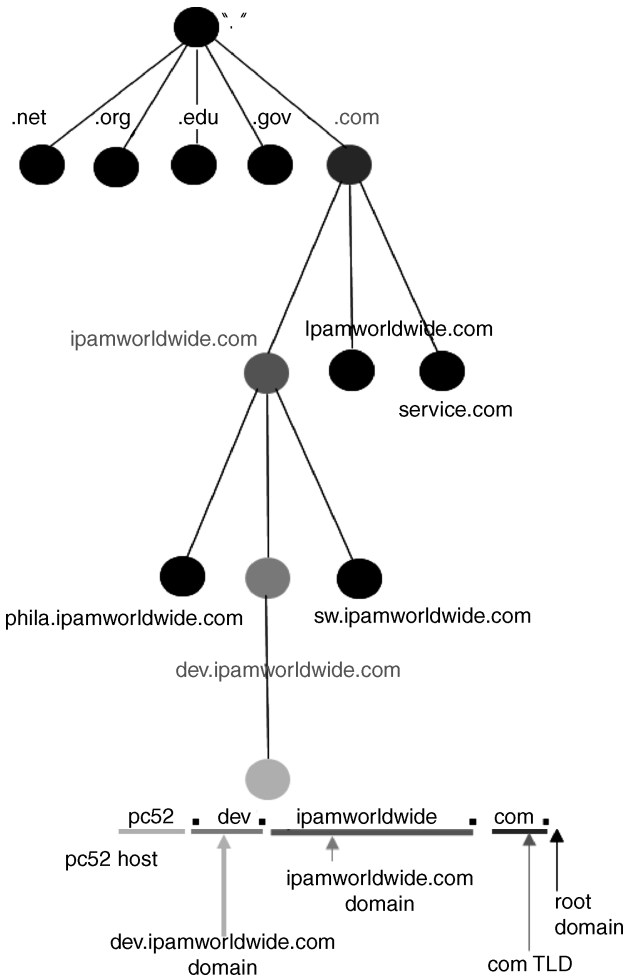 “.”
.net .org .edu .gov .com
Ipamworldwide.com
ipamworldwide.com
service.com
phila.ipamworldwide.com sw.ipamworldwide.com
dev.ipamworldwide.com
pc52 . dev . ipamworldwide . com .
pc52 host
ipamworldwide.com
domain
root
domain
dev.ipamworldwide.com
domain
com TLD